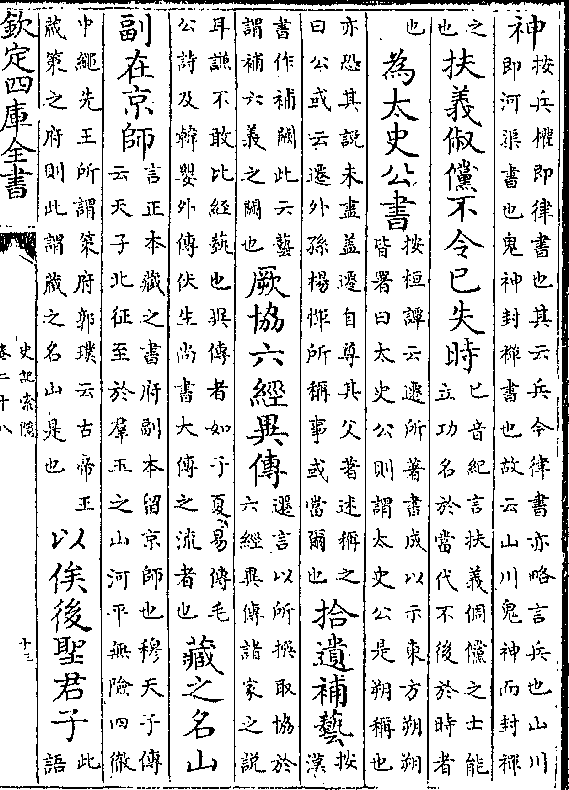 神
按兵權即律書也其云兵令律書亦略言兵也山川
即河渠書也鬼神封禪書也故云山川鬼神而封禪
之
也
扶義俶儻不令已失時
已音紀言扶義倜儻之士能
立功名於當代不後於時者
也
為太史公書
按桓譚云遷所著書成以示東方朔朔
皆署曰太史公則謂太史公是朔稱也
亦恐其說未盡盖遷自尊其父著述稱之
曰公或云遷外孫楊惲所稱事或當爾也
拾遺補藝
按
漢
書作補闕此云藝
謂補六義之闕也
厥協六經異傳
遷言以所撰取協於
六經異傳諸家之説
耳謙不敢比經蓺也異傳者如子夏易傳毛
公詩及韓嬰外傳伏生尚書大傳之流者也
藏之名山
副在京師
言正本藏之書府副本留京師也穆天子傳
云天子北征至於羣玉之山河平無險四徹
中繩先王所謂策府郭璞云古帝王
藏策之府則此謂藏之名山是也
以俟後聖君子
此
語
欽定四庫全書
史記索隱
卷二十八
十三